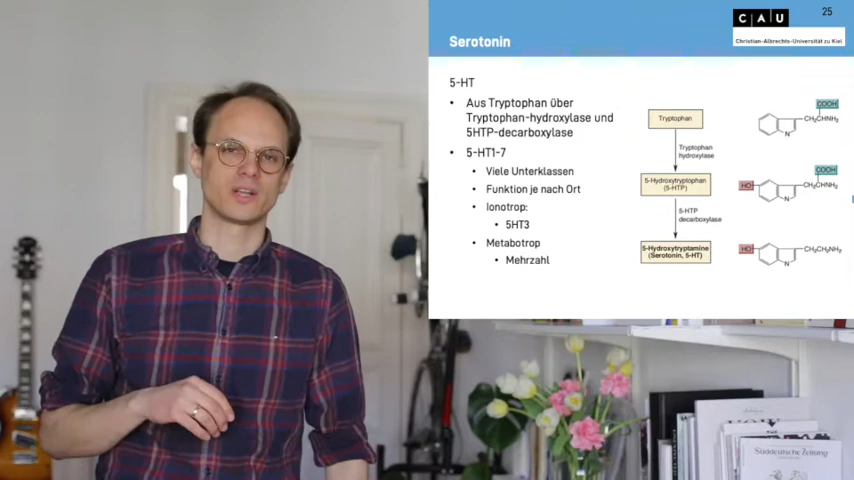 25
CAU
Christian-Albrechts-Universität zu Kiel
Serotonin
5-HT
• Aus Tryptophan über
Tryptophan-hydroxylase und
5HTP-decarboxylase
• 5-HT1-7
• Viele Unterklassen
• Funktion je nach Ort
• Ionotrop:
• 5HT3
• Metabotrop
• Mehrzahl
Tryptophan
Tryptophan
hydroxylase
5-Hydroxytryptophan
(5-HTP)
5-HTP
decarboxylase
5-Hydroxytryptamine
(Serotonin, 5-HT)
COOH
CH₂CHNH₂
N
H
COOH
HO
CH₂CHNH₂
N
H
HO
CH₂CH₂NH₂
N
H
Süddeutsche Zeitung